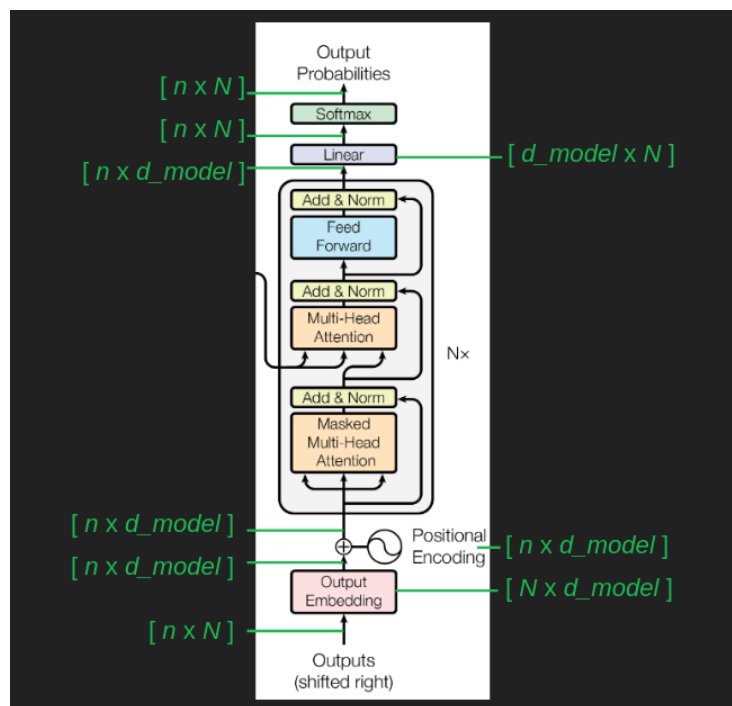 Output
Probabilities
[ n x N ]
Softmax
[ n x N ]
Linear
[ d_model x N ]
[ n x d_model ]
Add & Norm
Feed
Forward
Add & Norm
Multi-Head
Attention
N×
Add & Norm
Masked
Multi-Head
Attention
[ n x d_model ]
Positional
Encoding
[ n x d_model ]
[ n x d_model ]
Output
Embedding
[ N x d_model ]
[ n x N ]
Outputs
(shifted right)